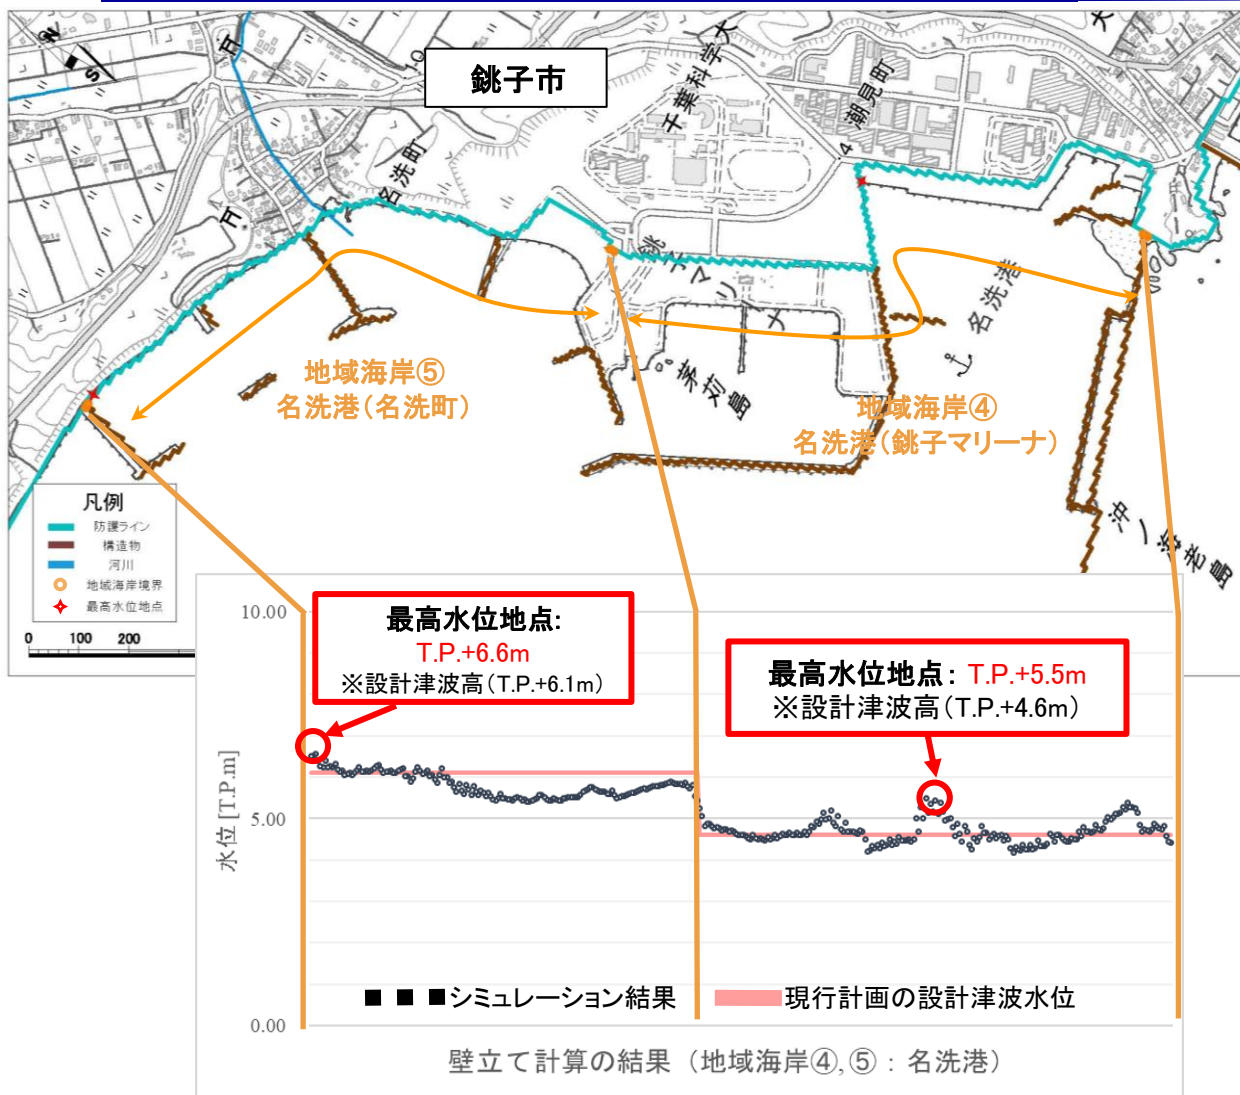 銚子市
N
S
千葉科学大
潮見町
名洗町
4
10
大
銚子マリーナ
名洗港
茅苅島
沖ノ海老島
地域海岸⑤
名洗港(名洗町)
地域海岸④
名洗港(銚子マリーナ)
凡例
防護ライン
構造物
河川
地域海岸境界
最高水位地点
0 100 200
10.00
5.00
0.00
水位 [T.P.m]
最高水位地点:
T.P.+6.6m
※設計津波高(T.P.+6.1m)
最高水位地点: T.P.+5.5m
※設計津波高(T.P.+4.6m)
シミュレーション結果
現行計画の設計津波水位
壁立て計算の結果(地域海岸④,⑤:名洗港)